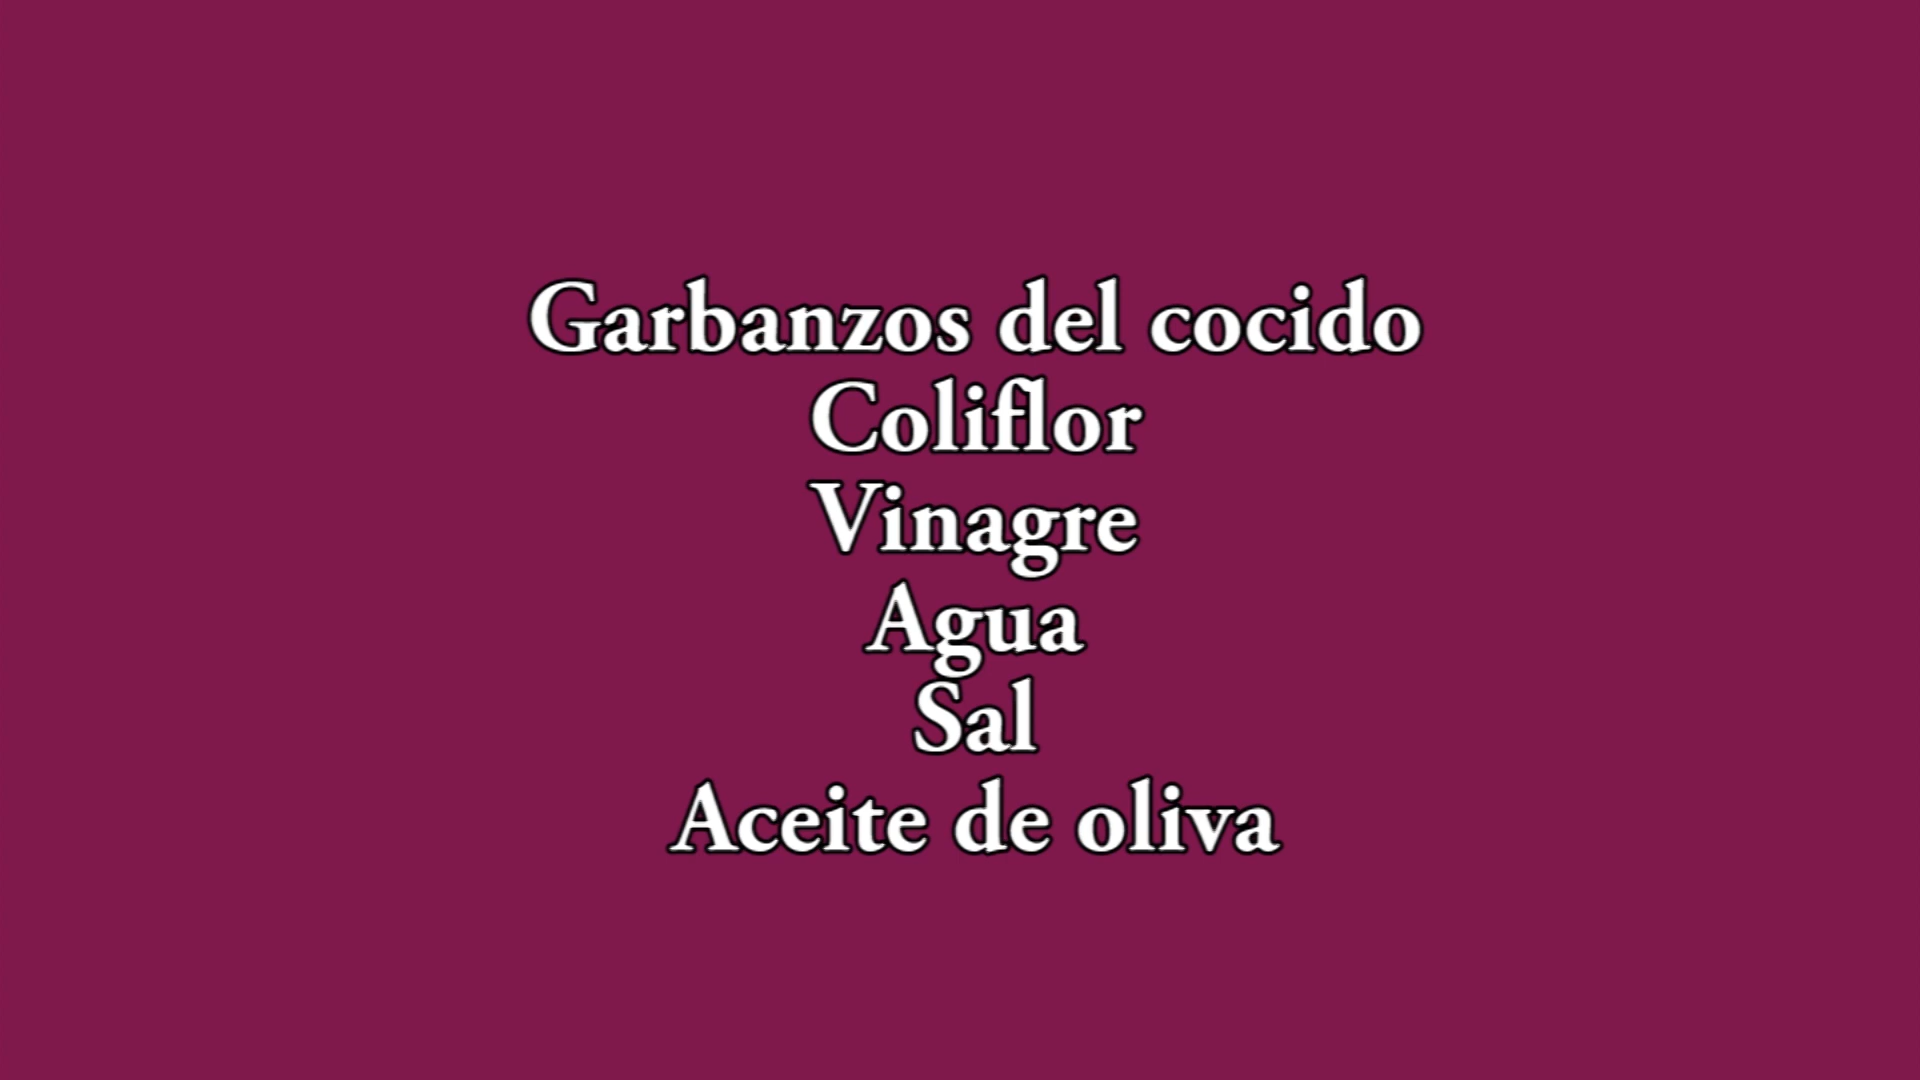 Garbanzos del cocido
Coliflor
Vinagre
Agua
Sal
Aceite de oliva